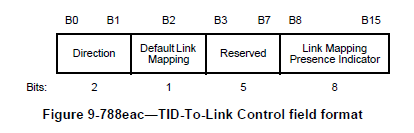 B0 B1 B2 B3 B7 B8 B15
Direction Default Link Mapping Reserved Link Mapping Presence Indicator
Bits: 2 1 5 8
Figure 9-788eac—TID-To-Link Control field format